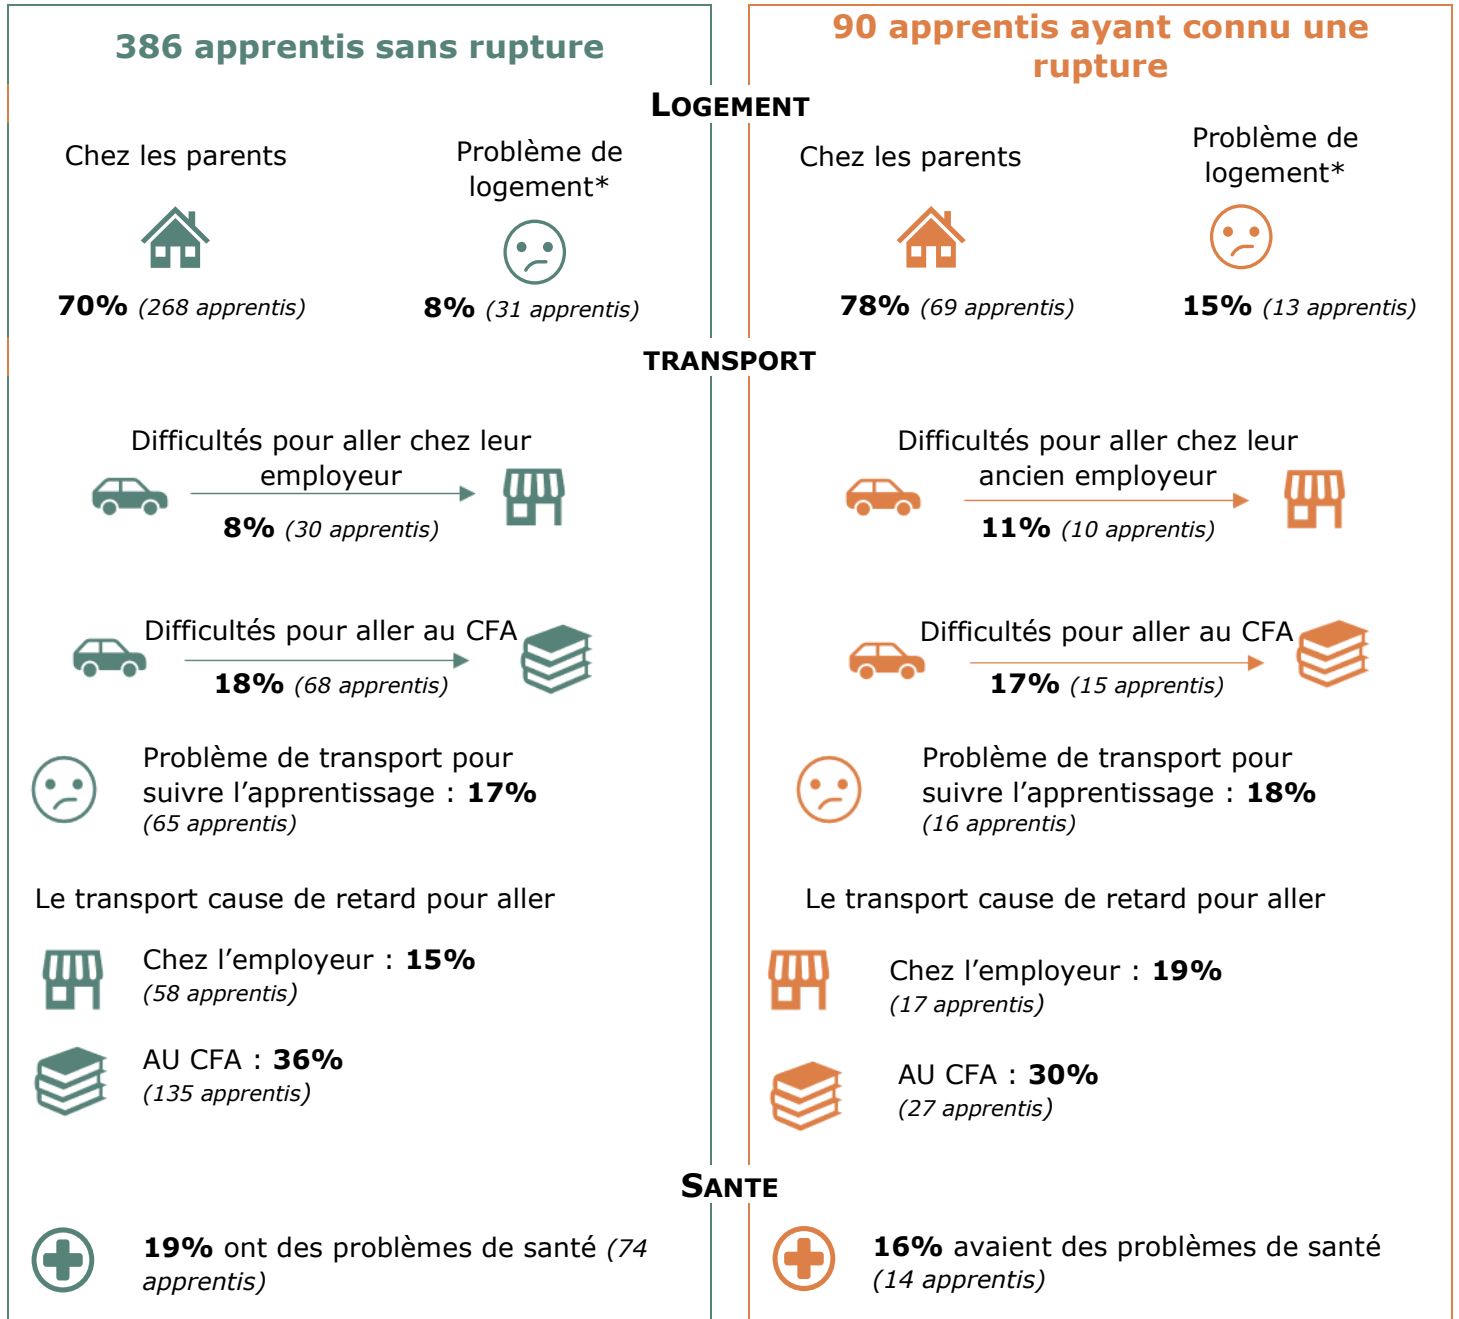 386 apprentis sans rupture
90 apprentis ayant connu une
rupture
LOGEMENT
Chez les parents
Problème de
logement*
70% (268 apprentis)
8% (31 apprentis)
Chez les parents
Problème de
logement*
78% (69 apprentis)
15% (13 apprentis)
TRANSPORT
Difficultés pour aller chez leur
employeur
8% (30 apprentis)
Difficultés pour aller au CFA
18% (68 apprentis)
Problème de transport pour
suivre l’apprentissage : 17%
(65 apprentis)
Le transport cause de retard pour aller
Chez l’employeur : 15%
(58 apprentis)
AU CFA : 36%
(135 apprentis)
Difficultés pour aller chez leur
ancien employeur
11% (10 apprentis)
Difficultés pour aller au CFA
17% (15 apprentis)
Problème de transport pour
suivre l’apprentissage : 18%
(16 apprentis)
Le transport cause de retard pour aller
Chez l’employeur : 19%
(17 apprentis)
AU CFA : 30%
(27 apprentis)
SANTE
19% ont des problèmes de santé (74
apprentis)
16% avaient des problèmes de santé
(14 apprentis)